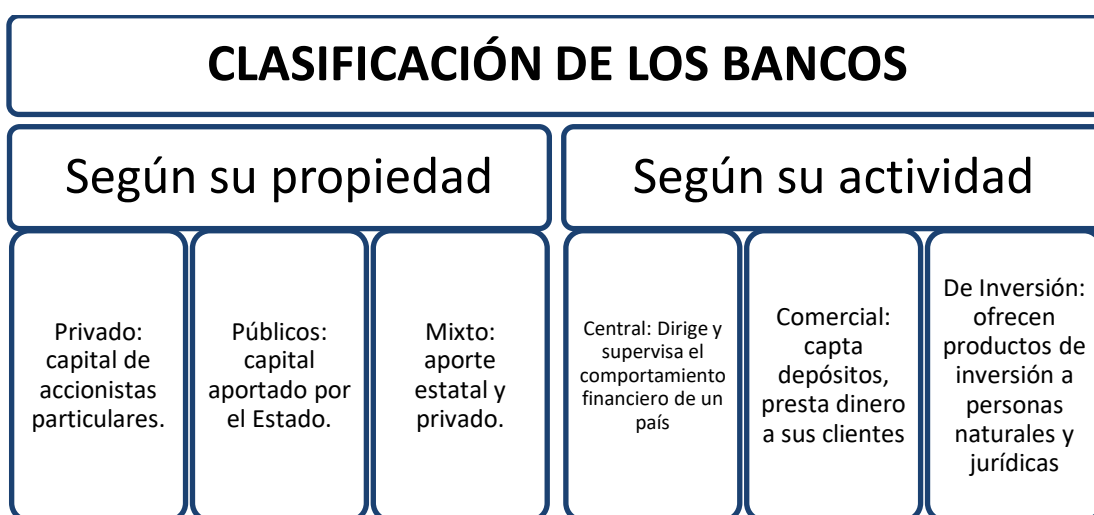 CLASIFICACIÓN DE LOS BANCOS
Según su propiedad
Según su actividad
Privado:
capital de
accionistas
particulares.
Públicos:
capital
aportado por
el Estado.
Mixto:
aporte
estatal y
privado.
Central: Dirige y
supervisa el
comportamiento
financiero de un
país
Comercial:
capta
depósitos,
presta dinero
a sus clientes
De Inversión:
ofrecen
productos de
inversión a
personas
naturales y
jurídicas